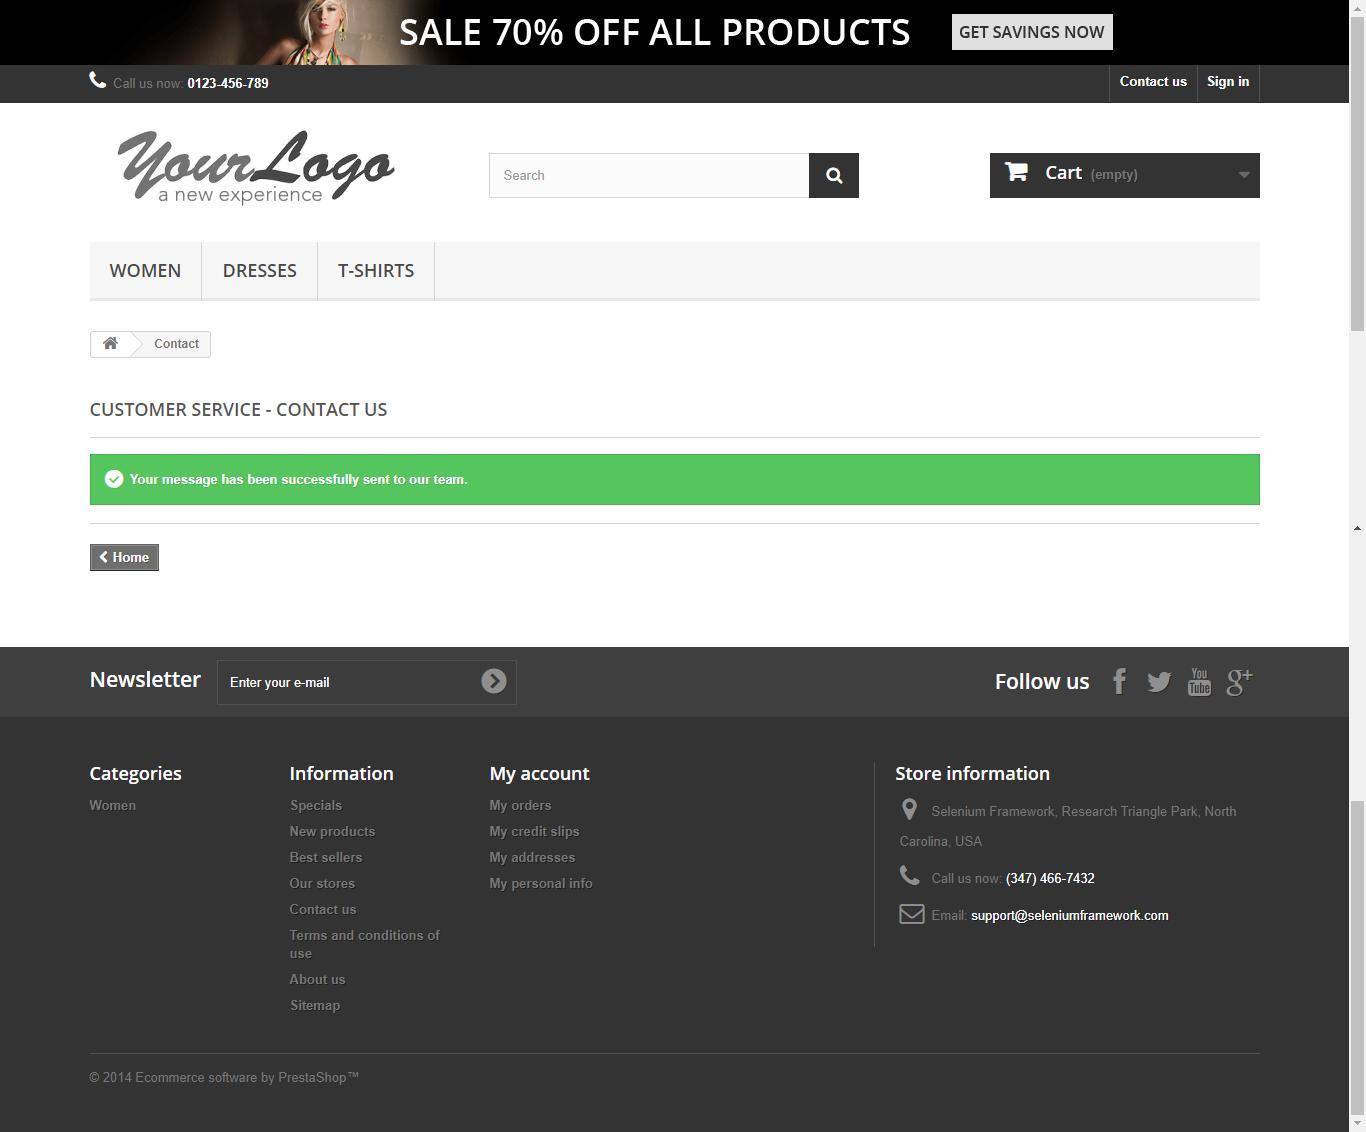 SALE 70% OFF ALL PRODUCTS
GET SAVINGS NOW
Call us now: 0123-456-789
Contact us
Sign in
YourLogo
a new experience
Search
Cart (empty)
WOMEN
DRESSES
T-SHIRTS
Contact
CUSTOMER SERVICE - CONTACT US
Your message has been successfully sent to our team.
Home
Newsletter
Enter your e-mail
Follow us
You
Tube
g+
Categories
Women
Information
Specials
New products
Best sellers
Our stores
Contact us
Terms and conditions of
use
About us
Sitemap
My account
My orders
My credit slips
My addresses
My personal info
Store information
Selenium Framework, Research Triangle Park, North
Carolina, USA
Call us now: (347) 466-7432
Email: support@seleniumframework.com
© 2014 Ecommerce software by PrestaShop™